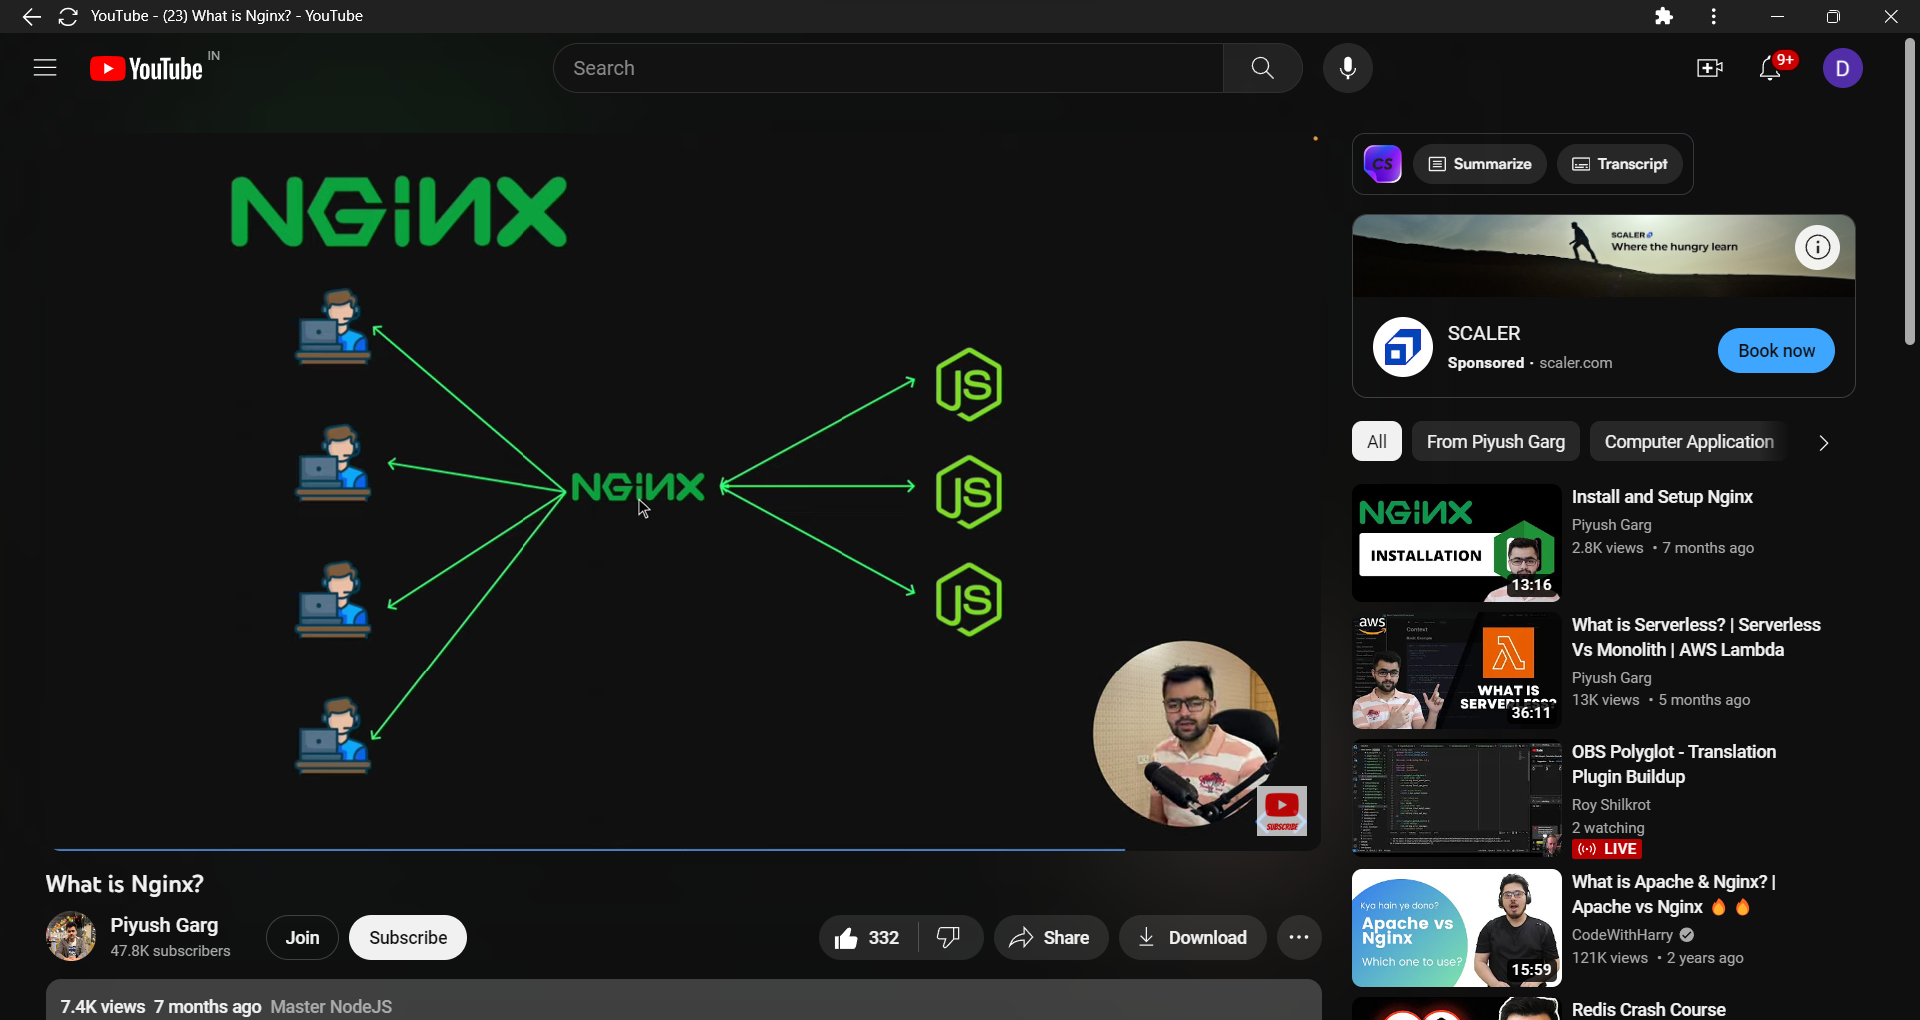 YouTube - (23) What is Nginx? - YouTube
YouTube IN
Search
9+
D
NGINX
NGINX
JS
JS
JS
SUBSCRIBE
What is Nginx?
Piyush Garg
47.8K subscribers
Join
Subscribe
332
Share
Download
7.4K views 7 months ago Master NodeJS
CS
Summarize
Transcript
SCALER
Where the hungry learn
SCALER
Sponsored · scaler.com
Book now
All
From Piyush Garg
Computer Application
NGINX
INSTALLATION
13:16
Install and Setup Nginx
Piyush Garg
2.8K views • 7 months ago
aws
Context
WHAT IS
SERVERLESS?
36:11
What is Serverless? | Serverless
Vs Monolith | AWS Lambda
Piyush Garg
13K views • 5 months ago
OBS Polyglot - Translation
Plugin Buildup
Roy Shilkrot
2 watching
LIVE
Kya hain ye dono?
Apache vs
Nginx
Which one to use?
15:59
What is Apache & Nginx? |
Apache vs Nginx 🔥 🔥
CodeWithHarry
121K views • 2 years ago
Redis Crash Course